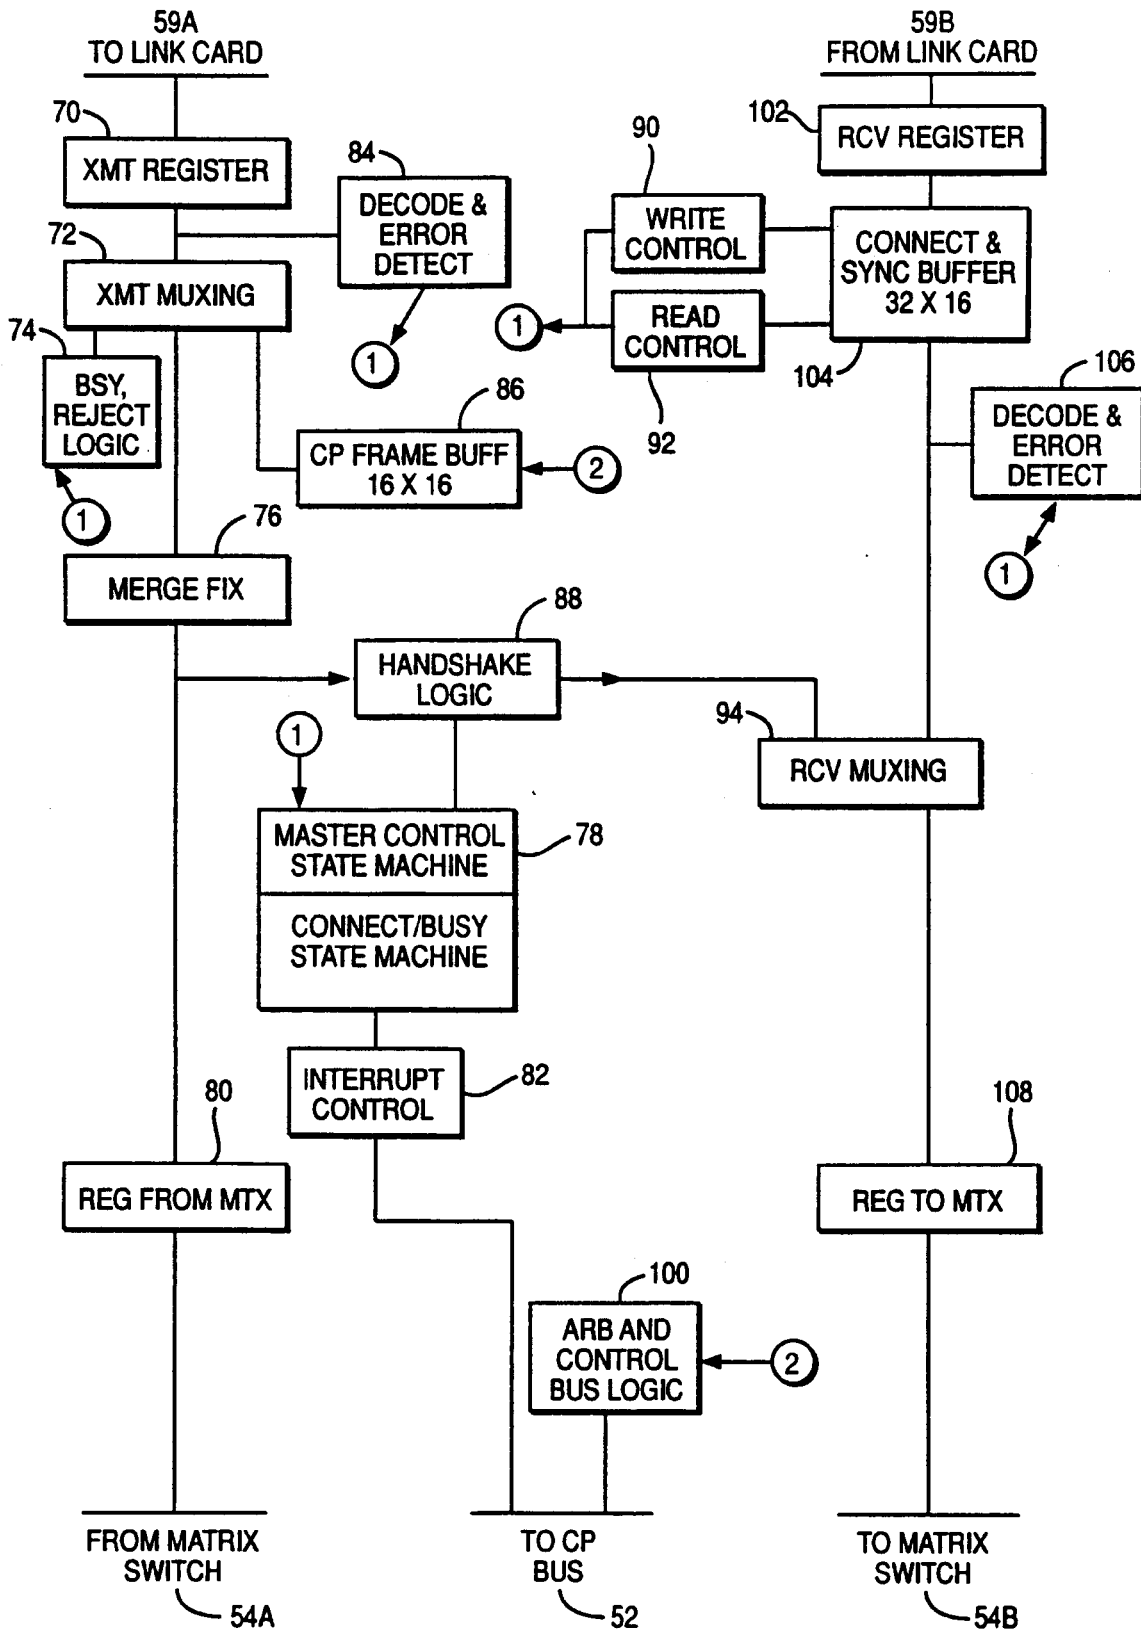 59A
TO LINK CARD
59B
FROM LINK CARD
70
XMT REGISTER
84
DECODE &
ERROR
DETECT
1
90
WRITE
CONTROL
102
RCV REGISTER
72
XMT MUXING
CONNECT &
SYNC BUFFER
32 X 16
104
1
READ
CONTROL
92
74
BSY,
REJECT
LOGIC
1
86
CP FRAME BUFF
16 X 16
2
106
DECODE &
ERROR
DETECT
1
76
MERGE FIX
88
HANDSHAKE
LOGIC
94
RCV MUXING
1
MASTER CONTROL
STATE MACHINE
78
CONNECT/BUSY
STATE MACHINE
INTERRUPT
CONTROL
82
80
REG FROM MTX
108
REG TO MTX
100
ARB AND
CONTROL
BUS LOGIC
2
FROM MATRIX
SWITCH
54A
TO CP
BUS
52
TO MATRIX
SWITCH
54B